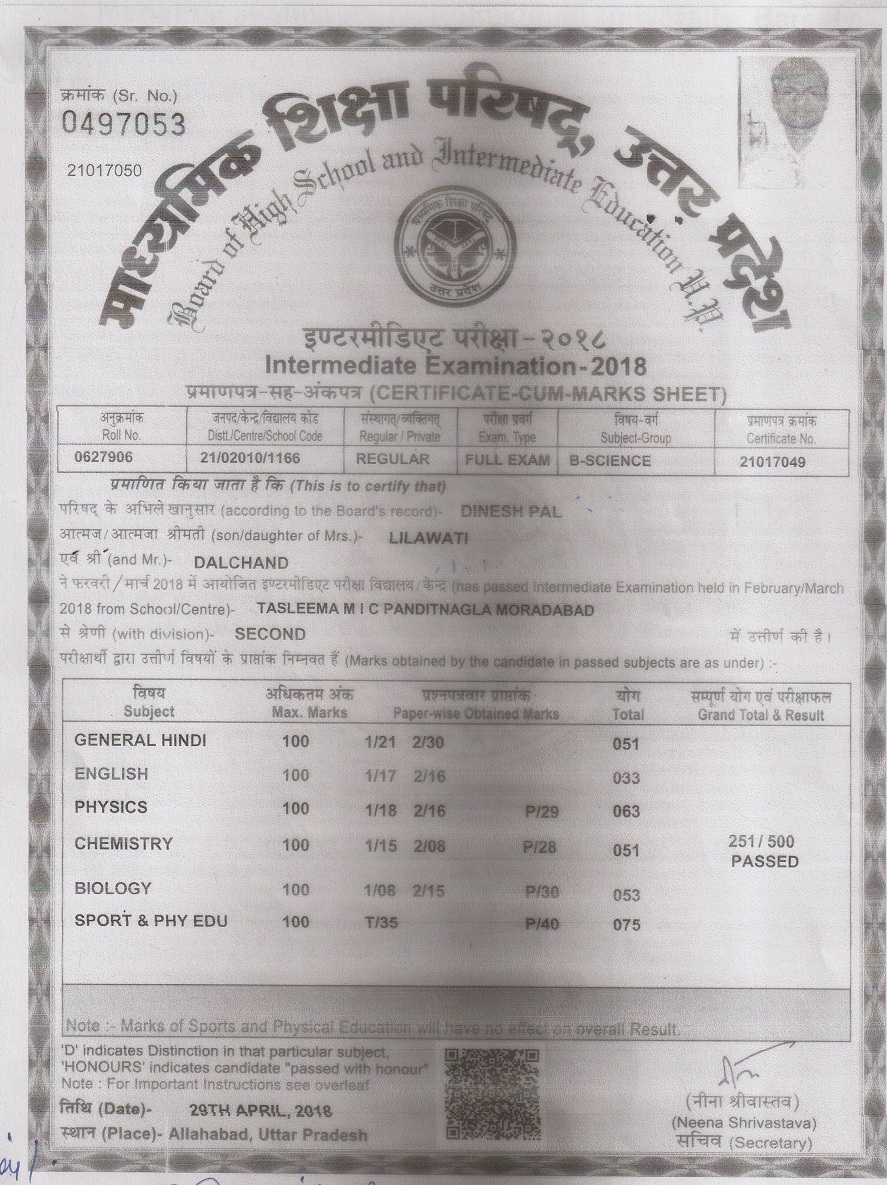 क्रमांक (Sr. No.)
0497053
21017050
माध्यमिक शिक्षा परिषद्, उत्तर प्रदेश
Board of High School and Intermediate Education U.P.
माध्यमिक शिक्षा परिषद्
उत्तर प्रदेश
इण्टरमीडिएट परीक्षा-२०१८
Intermediate Examination-2018
प्रमाणपत्र-सह-अंकपत्र (CERTIFICATE-CUM-MARKS SHEET)
अनुक्रमांक जनपद/केन्द्र/विद्यालय कोड संस्थागत/व्यक्तिगत परीक्षा प्रवर्ग विषय-वर्ग प्रमाणपत्र क्रमांक
Roll No. Distt./Centre/School Code Regular / Private Exam. Type Subject-Group Certificate No.
0627906 21/02010/1166 REGULAR FULL EXAM B-SCIENCE 21017049
प्रमाणित किया जाता है कि (This is to certify that)
परिषद के अभिलेखानुसार (according to the Board's record)- DINESH PAL
आत्मज/आत्मजा श्रीमती (son/daughter of Mrs.)- LILAWATI
एवं श्री (and Mr.)- DALCHAND
ने फरवरी/मार्च 2018 में आयोजित इण्टरमीडिएट परीक्षा विद्यालय/केन्द्र (has passed Intermediate Examination held in February/March
2018 from School/Centre)- TASLEEMA M I C PANDITNAGLA MORADABAD
से श्रेणी (with division)- SECOND में उत्तीर्ण की है।
परीक्षार्थी द्वारा उत्तीर्ण विषयों के प्राप्तांक निम्नवत हैं (Marks obtained by the candidate in passed subjects are as under) :-
विषय अधिकतम अंक प्रश्नपत्रवार प्राप्तांक योग सम्पूर्ण योग एवं परीक्षाफल
Subject Max. Marks Paper-wise Obtained Marks Total Grand Total & Result
GENERAL HINDI 100 1/21 2/30 051
ENGLISH 100 1/17 2/16 033
PHYSICS 100 1/18 2/16 P/29 063
CHEMISTRY 100 1/15 2/08 P/28 051 251/500
PASSED
BIOLOGY 100 1/08 2/15 P/30 053
SPORT & PHY EDU 100 T/35 P/40 075
Note :- Marks of Sports and Physical Education will have no effect on overall Result.
'D' indicates Distinction in that particular subject,
'HONOURS' indicates candidate "passed with honour"
Note : For Important Instructions see overleaf
तिथि (Date)- 29TH APRIL, 2018
स्थान (Place)- Allahabad, Uttar Pradesh
(नीना श्रीवास्तव)
(Neena Shrivastava)
सचिव (Secretary)